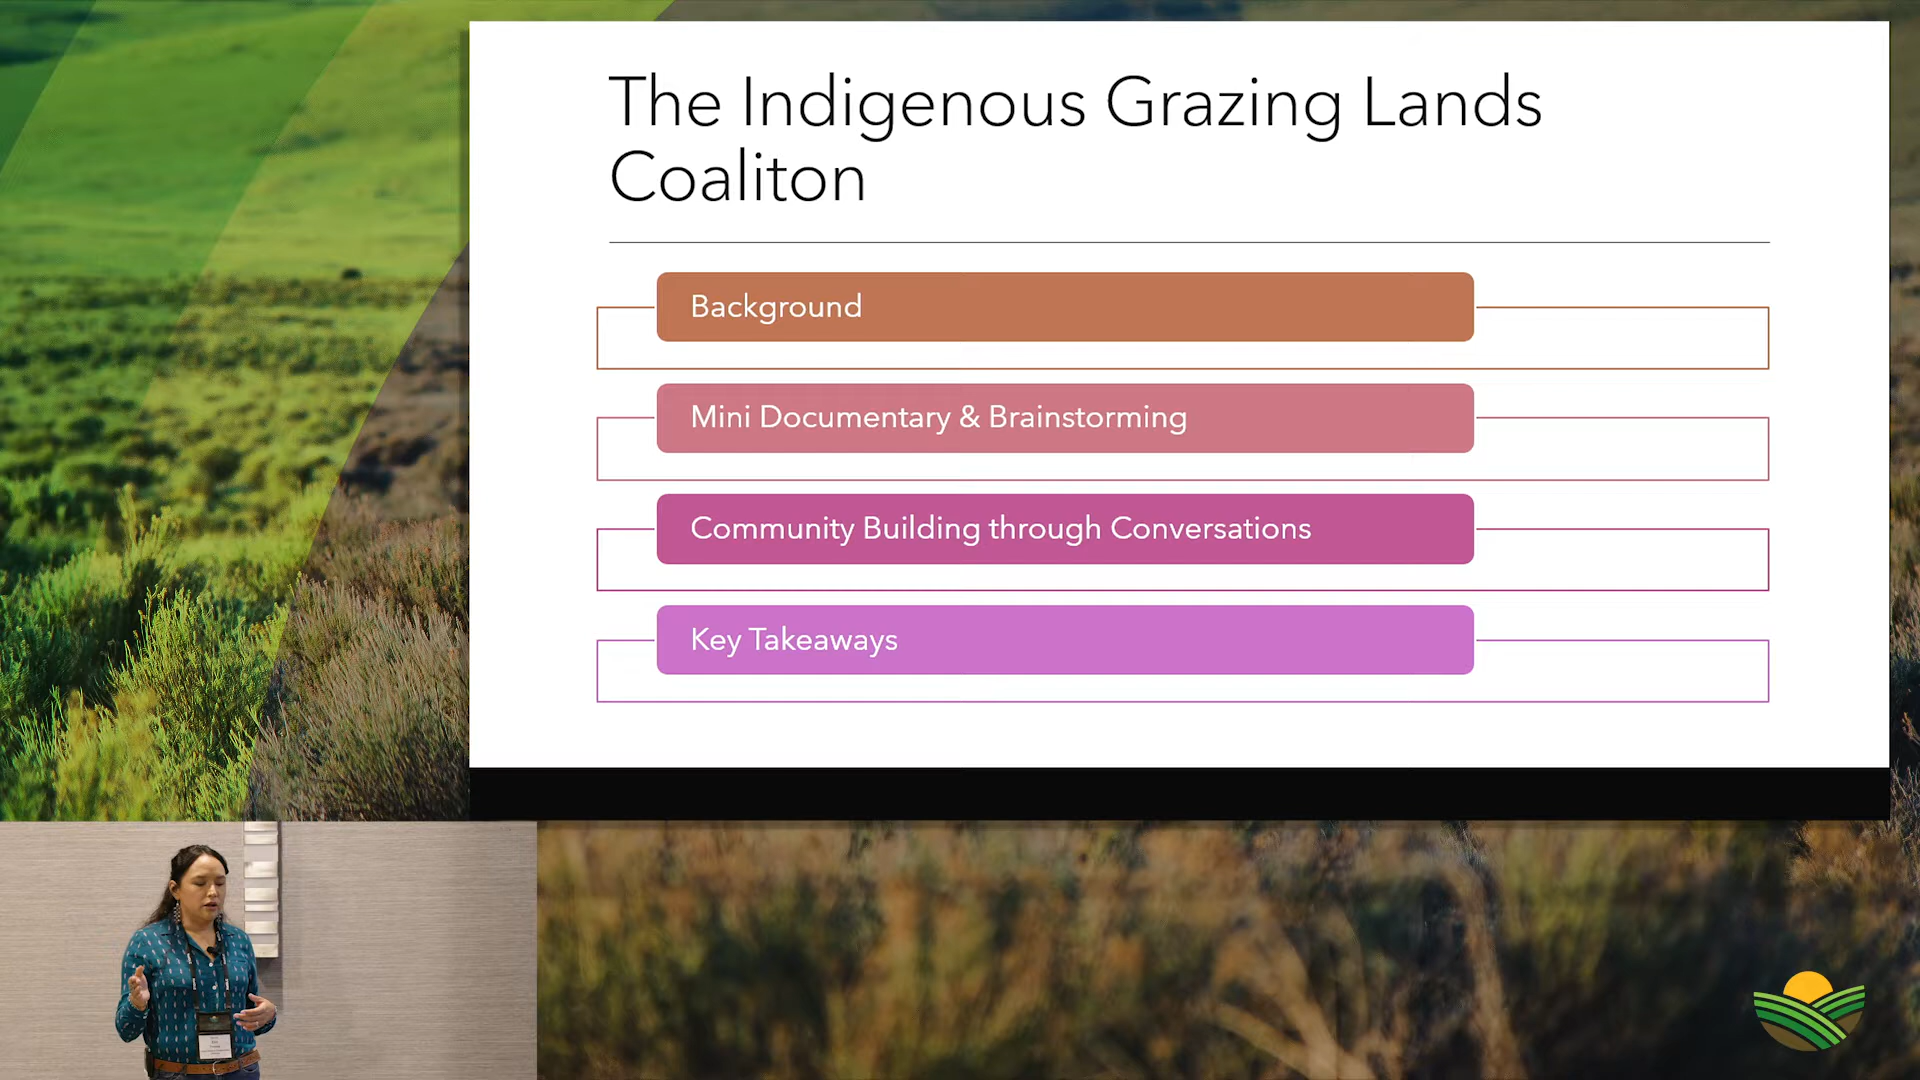 The Indigenous Grazing Lands
Coaliton
Background
Mini Documentary & Brainstorming
Community Building through Conversations
Key Takeaways